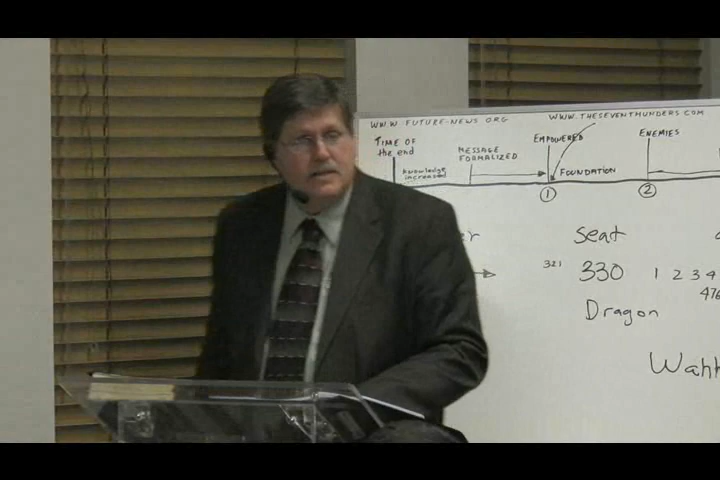 WWW.FUTURE-NEWS.ORG
WWW.THESEVENTHUNDERS.COM
TIME OF the end
knowledge increased
MESSAGE FORMALIZED
EMPOWERED
FOUNDATION
ENEMIES
1
2
Seat
321
330
1 2 3 4
476
Dragon
Wahh